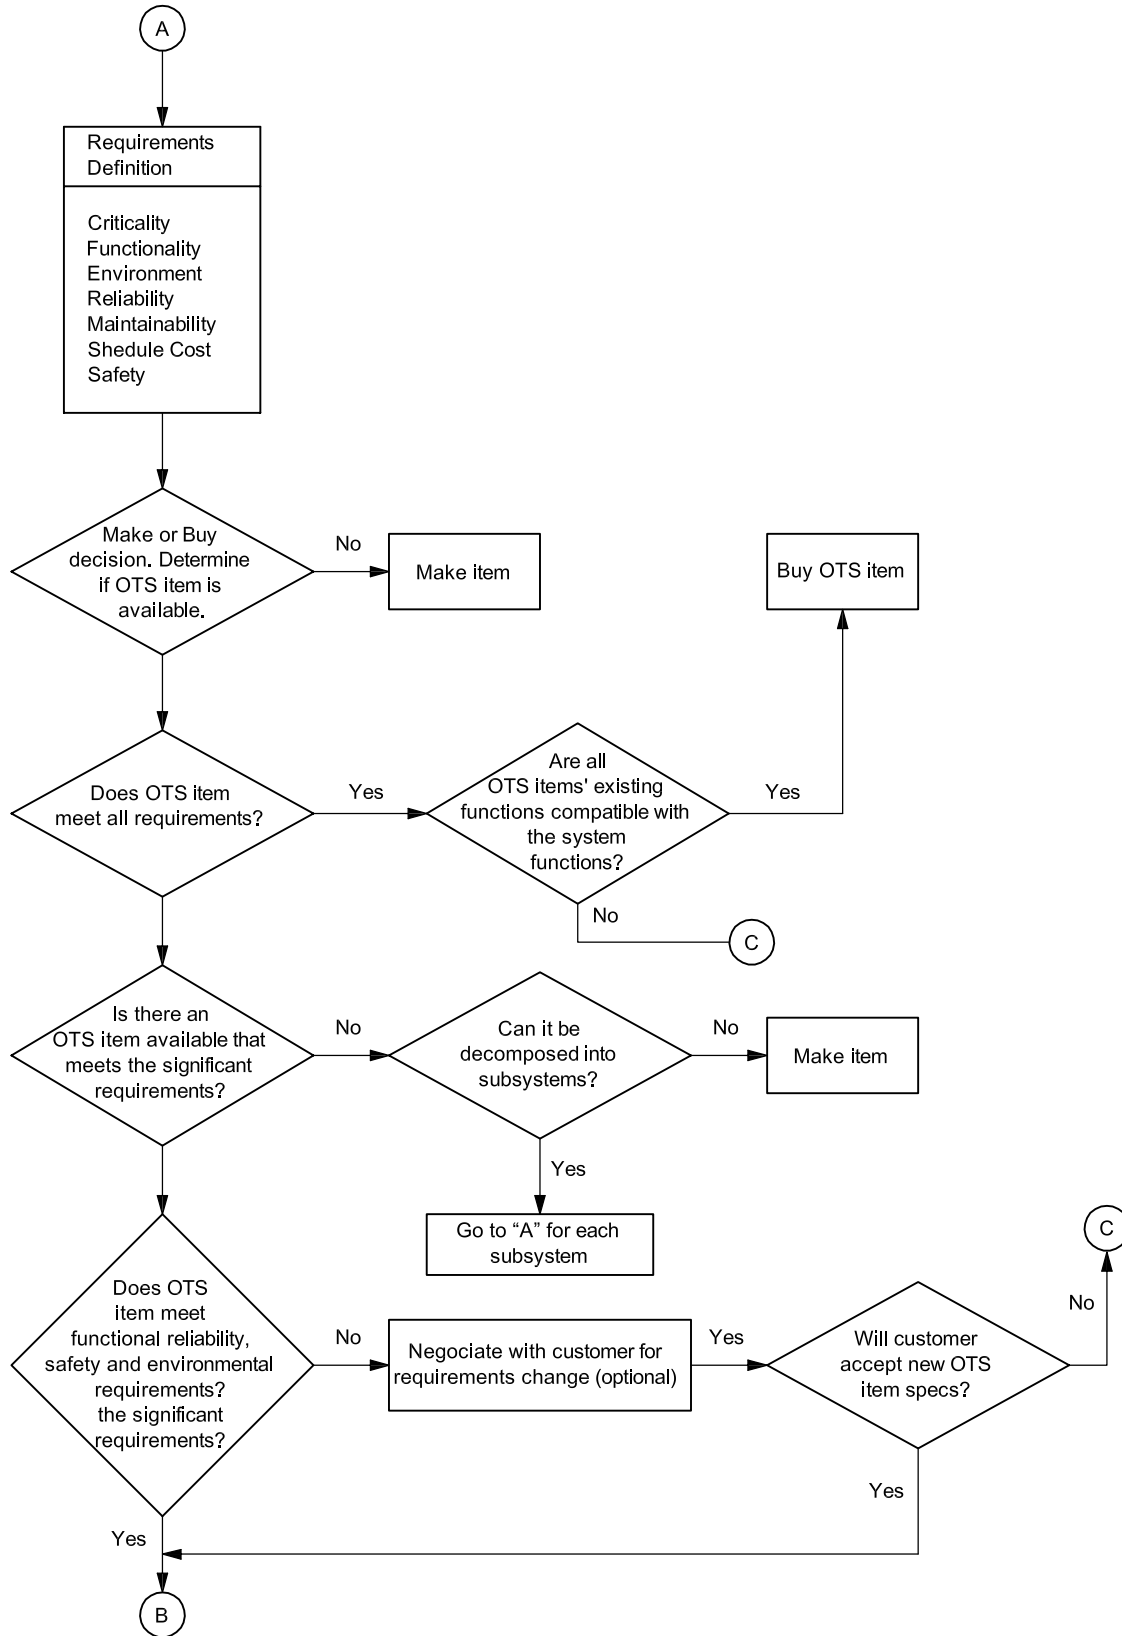 A
Requirements
Definition
Criticality
Functionality
Environment
Reliability
Maintainability
Shedule Cost
Safety
Make or Buy
decision. Determine
if OTS item is
available.
No
Make item
Buy OTS item
Does OTS item
meet all requirements?
Yes
Are all
OTS items' existing
functions compatible with
the system
functions?
Yes
No
C
Is there an
OTS item available that
meets the significant
requirements?
No
Can it be
decomposed into
subsystems?
No
Make item
Yes
Go to “A” for each
subsystem
Does OTS
item meet
functional reliability,
safety and environmental
requirements?
the significant
requirements?
No
Negociate with customer for
requirements change (optional)
Yes
Will customer
accept new OTS
item specs?
No
C
Yes
Yes
B